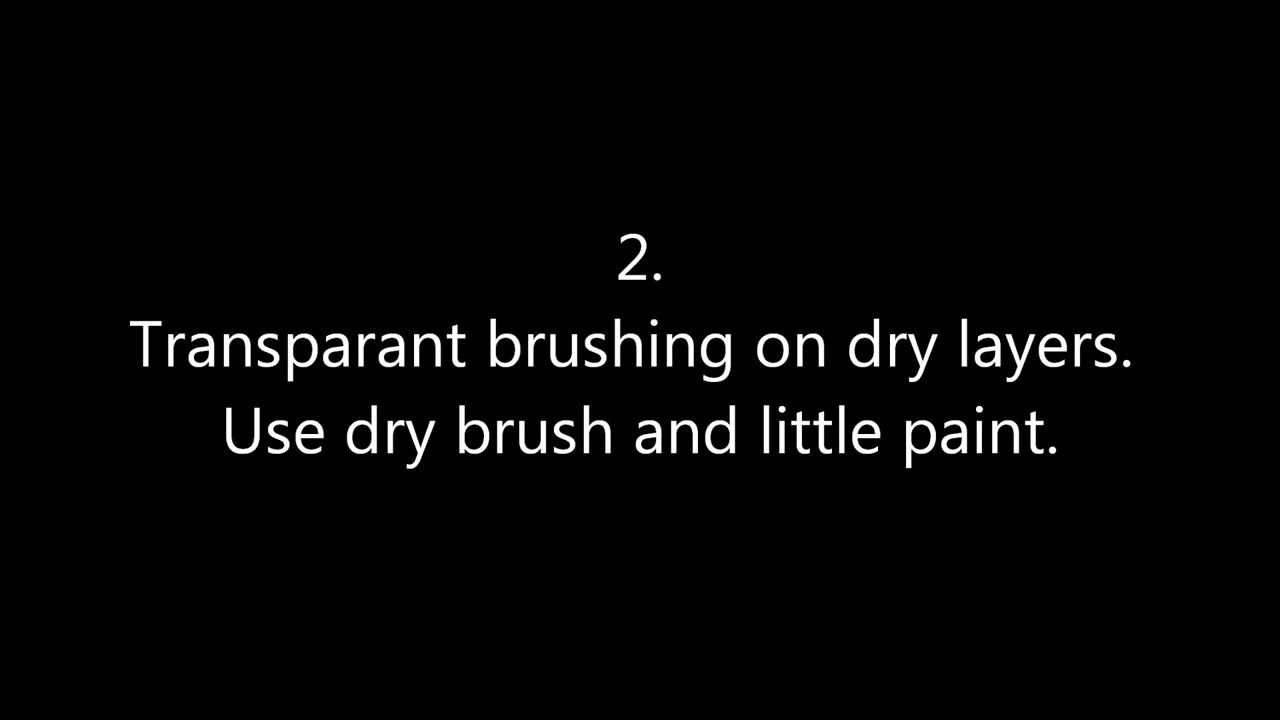 2.
Transparant brushing on dry layers.
Use dry brush and little paint.